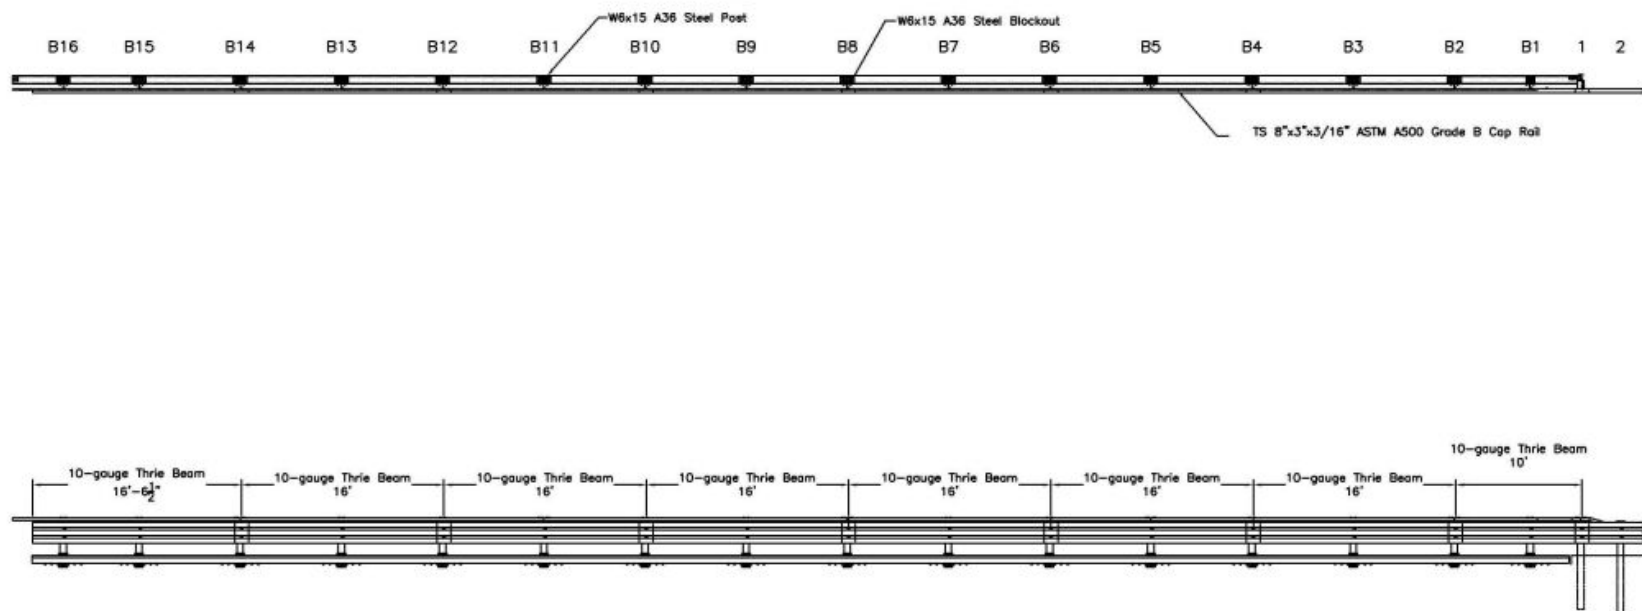 W6x15 A36 Steel Post
W6x15 A36 Steel Blockout
B16 B15 B14 B13 B12 B11 B10 B9 B8 B7 B6 B5 B4 B3 B2 B1 1 2
TS 8"x3"x3/16" ASTM A500 Grade B Cap Rail
10-gauge Thrie Beam
10'
10-gauge Thrie Beam
16'-6 1/2"
10-gauge Thrie Beam
16'
10-gauge Thrie Beam
16'
10-gauge Thrie Beam
16'
10-gauge Thrie Beam
16'
10-gauge Thrie Beam
16'
10-gauge Thrie Beam
16'